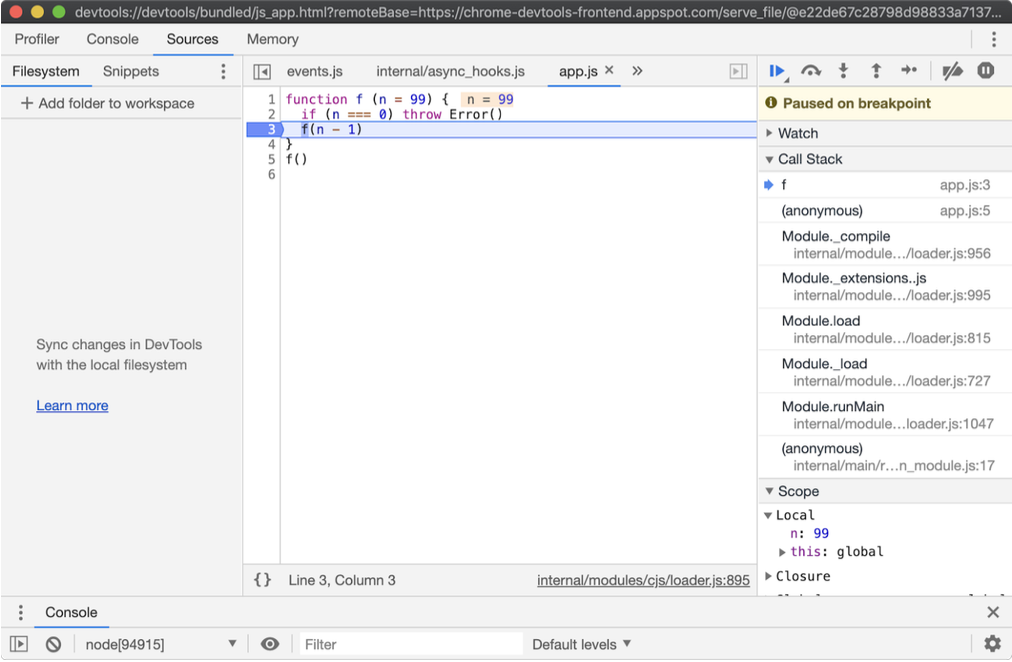 devtools://devtools/bundled/js_app.html?remoteBase=https://chrome-devtools-frontend.appspot.com/serve_file/@e22de67c28798d98833a7137...
Profiler Console Sources Memory
Filesystem Snippets
events.js internal/async_hooks.js app.js × »
+ Add folder to workspace
1 function f (n = 99) { n = 99
2 if (n === 0) throw Error()
3 f(n - 1)
4 }
5 f()
6
Sync changes in DevTools
with the local filesystem
Learn more
{} Line 3, Column 3 internal/modules/cjs/loader.js:895
Paused on breakpoint
Watch
Call Stack
f app.js:3
(anonymous) app.js:5
Module._compile
internal/module…/loader.js:956
Module._extensions..js
internal/module…/loader.js:995
Module.load
internal/module…/loader.js:815
Module._load
internal/module…/loader.js:727
Module.runMain
internal/module…loader.js:1047
(anonymous)
internal/main/r…n_module.js:17
Scope
Local
n: 99
this: global
Closure
Console
node[94915] Filter Default levels